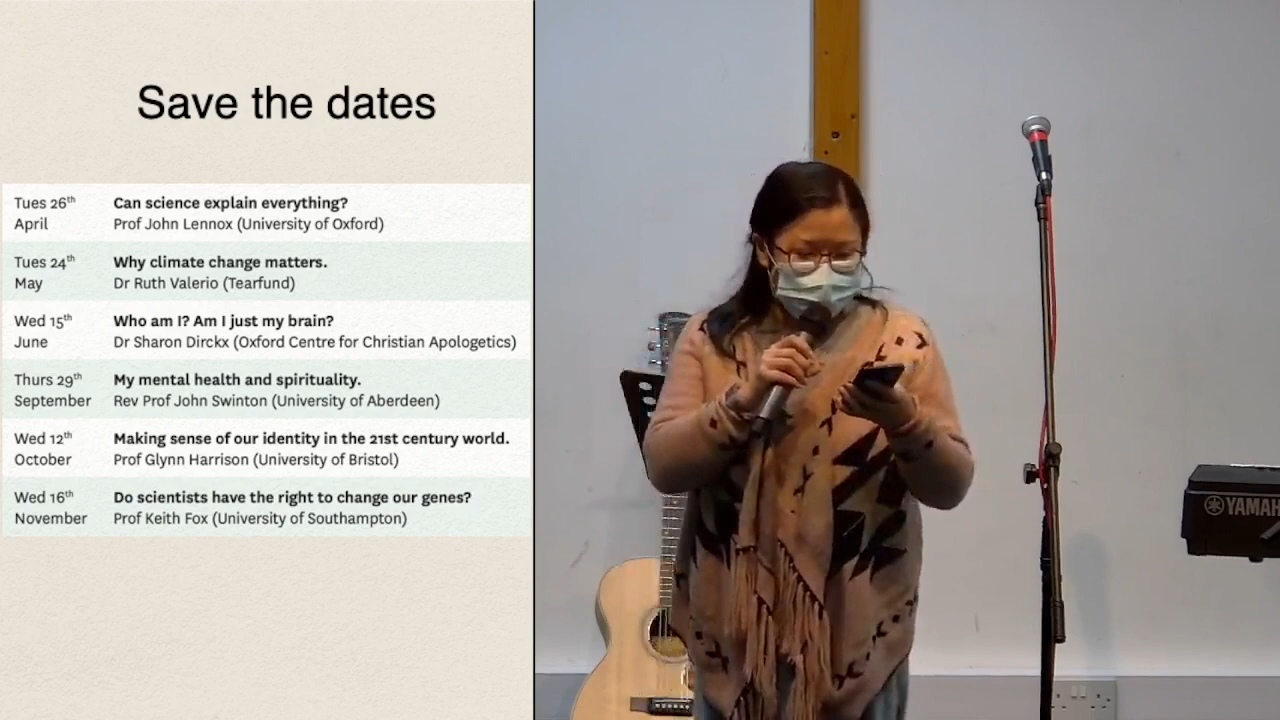 Save the dates
Tues 26th April
Can science explain everything?
Prof John Lennox (University of Oxford)
Tues 24th May
Why climate change matters.
Dr Ruth Valerio (Tearfund)
Wed 15th June
Who am I? Am I just my brain?
Dr Sharon Dirckx (Oxford Centre for Christian Apologetics)
Thurs 29th September
My mental health and spirituality.
Rev Prof John Swinton (University of Aberdeen)
Wed 12th October
Making sense of our identity in the 21st century world.
Prof Glynn Harrison (University of Bristol)
Wed 16th November
Do scientists have the right to change our genes?
Prof Keith Fox (University of Southampton)
YAMAH